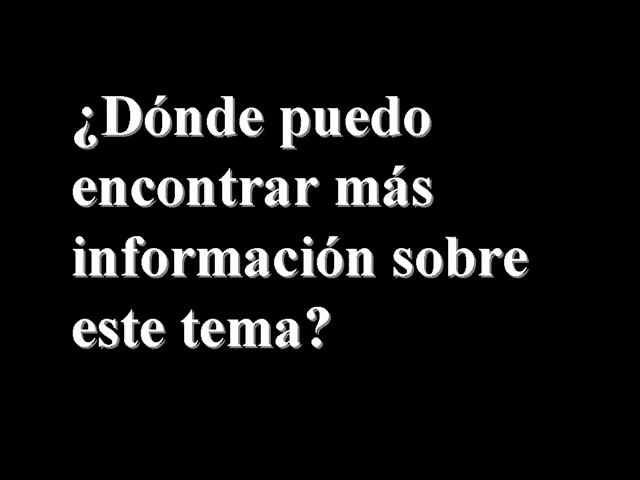 ¿Dónde puedo
encontrar más
información sobre
este tema?